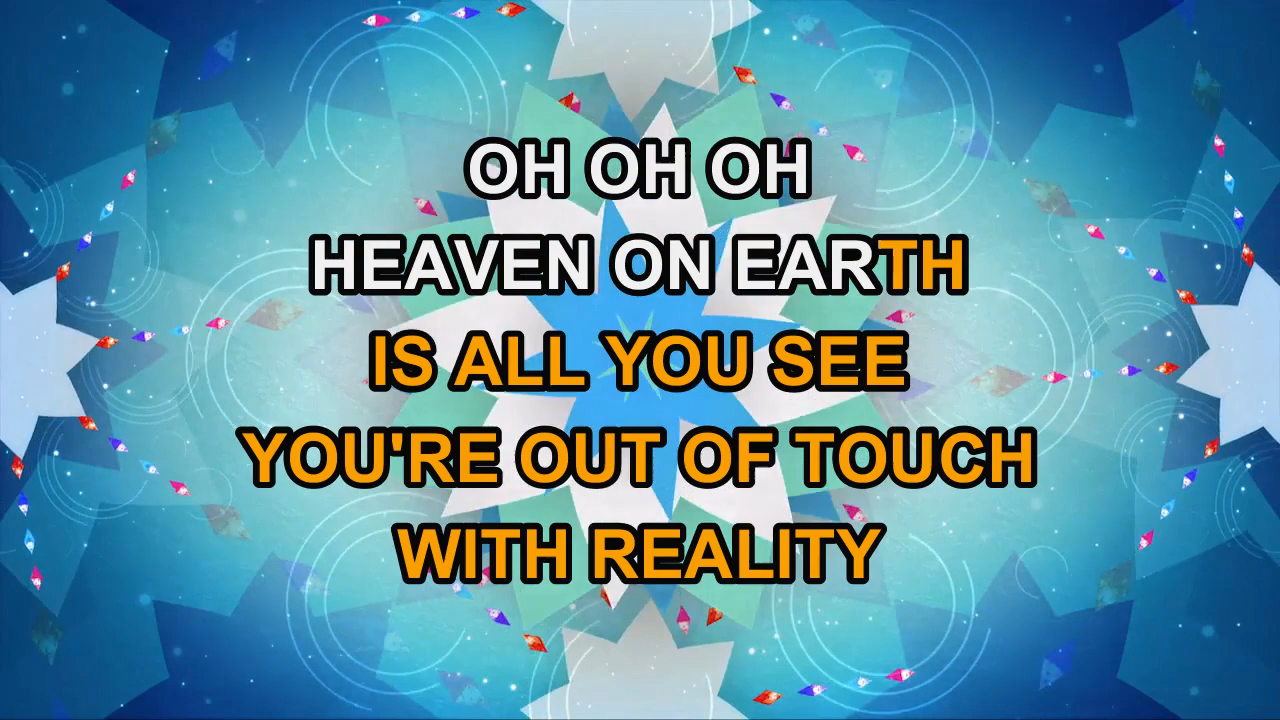 OH OH OH
HEAVEN ON EARTH
IS ALL YOU SEE
YOU'RE OUT OF TOUCH
WITH REALITY